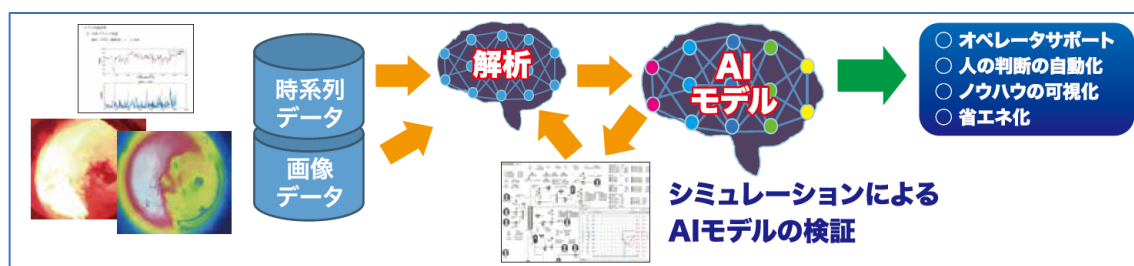 時系列
データ
画像
データ
解析
AI
モデル
シミュレーションによる
AIモデルの検証
○ オペレータサポート
○ 人の判断の自動化
○ ノウハウの可視化
○ 省エネ化